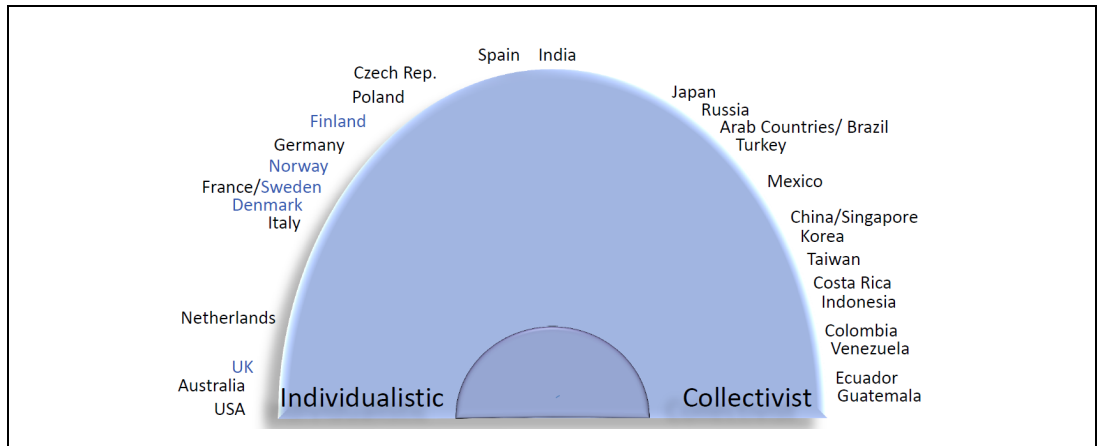 Spain India
Czech Rep.
Poland
Finland
Germany
Norway
France/Sweden
Denmark
Italy
Netherlands
UK
Australia
USA
Japan
Russia
Arab Countries/ Brazil
Turkey
Mexico
China/Singapore
Korea
Taiwan
Costa Rica
Indonesia
Colombia
Venezuela
Ecuador
Guatemala
Individualistic
Collectivist